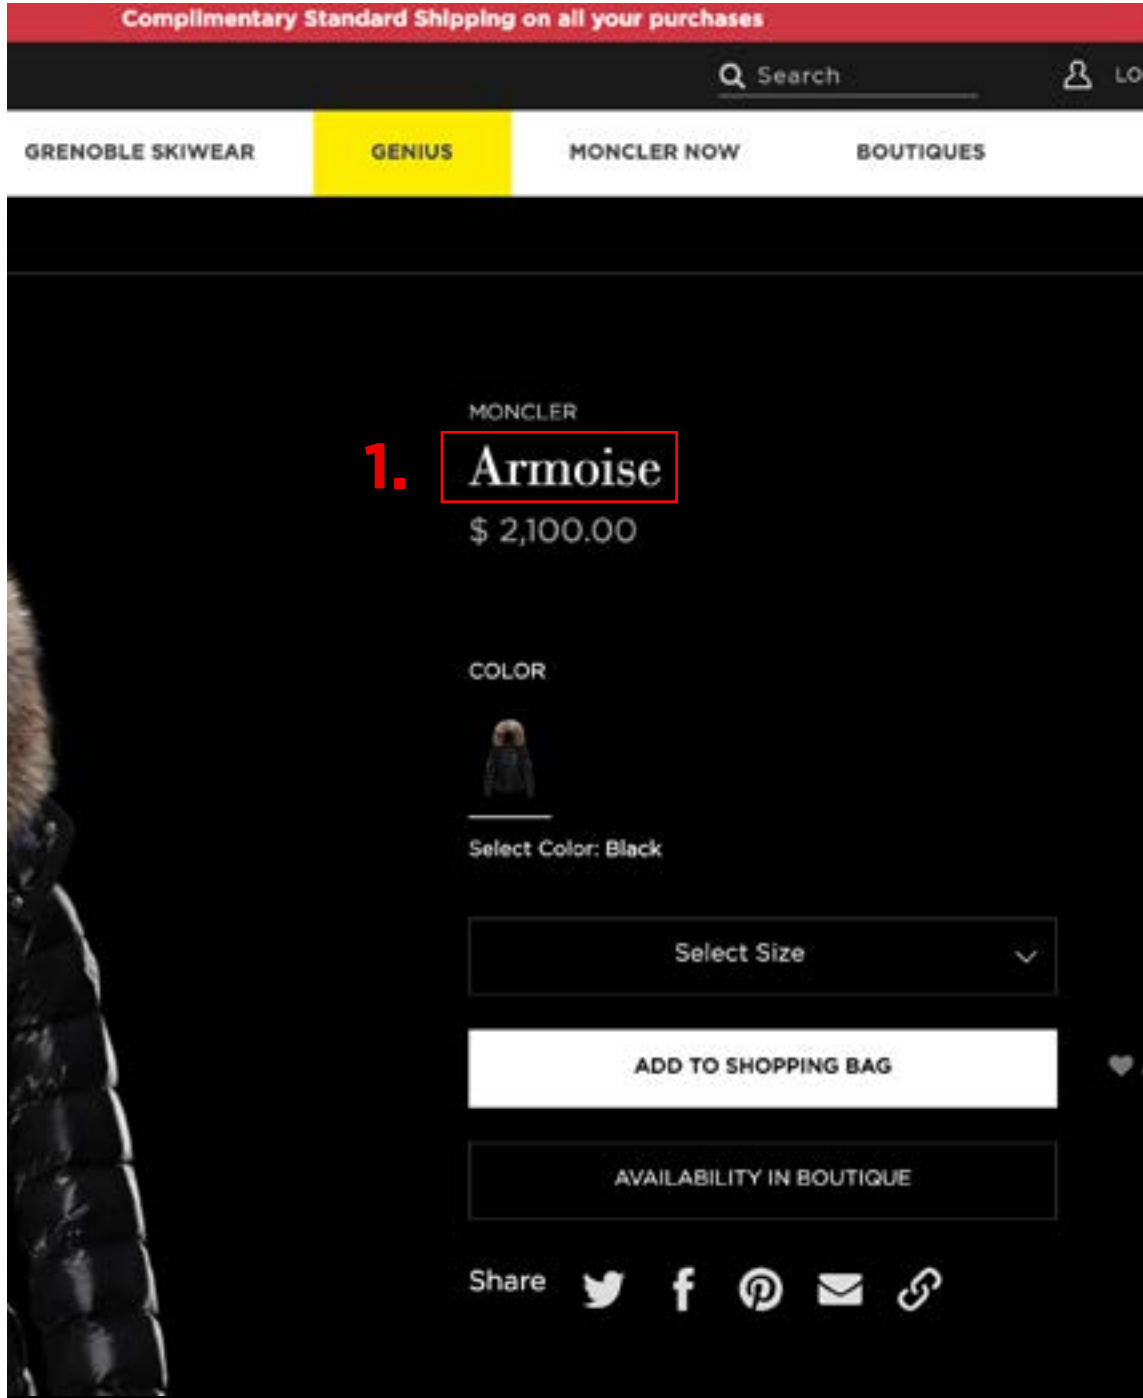 Complimentary Standard Shipping on all your purchases
Search
LO
GRENOBLE SKIWEAR GENIUS MONCLER NOW BOUTIQUES
MONCLER
1. Armoise
$ 2,100.00
COLOR
Select Color: Black
Select Size
ADD TO SHOPPING BAG
AVAILABILITY IN BOUTIQUE
Share